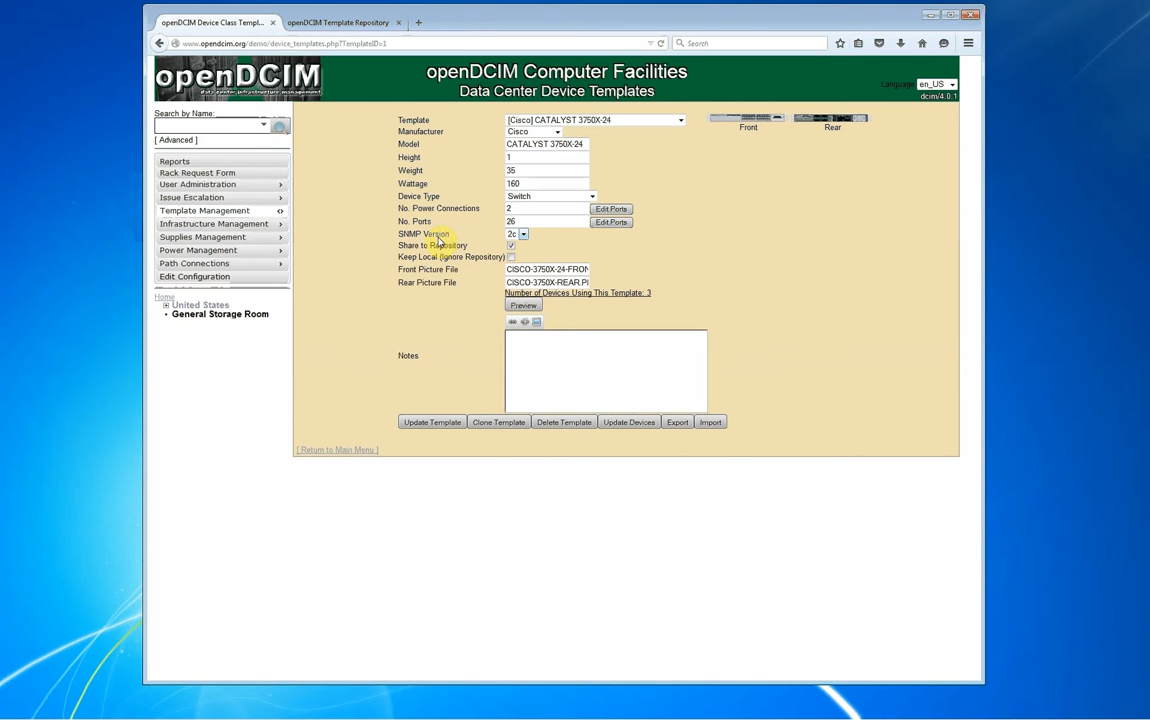 openDCIM Device Class Templ... × openDCIM Template Repository × +
www.opendcim.org/demo/device_templates.php?TemplateID=1 Search
openDCIM
data center infrastructure management
openDCIM Computer Facilities
Data Center Device Templates
Language en_US
dcim/4.0.1
Search by Name:
[ Advanced ]
Reports
Rack Request Form
User Administration
Issue Escalation
Template Management
Infrastructure Management
Supplies Management
Power Management
Path Connections
Edit Configuration
Home
United States
General Storage Room
Template [Cisco] CATALYST 3750X-24
Manufacturer Cisco
Model CATALYST 3750X-24
Height 1
Weight 35
Wattage 160
Device Type Switch
No. Power Connections 2 Edit Ports
No. Ports 26 Edit Ports
SNMP Version 2c
Share to Repository
Keep Local (Ignore Repository)
Front Picture File CISCO-3750X-24-FRON
Rear Picture File CISCO-3750X-REAR.PI
Number of Devices Using This Template: 3
Preview
Notes
Update Template Clone Template Delete Template Update Devices Export Import
[ Return to Main Menu ]
Front Rear